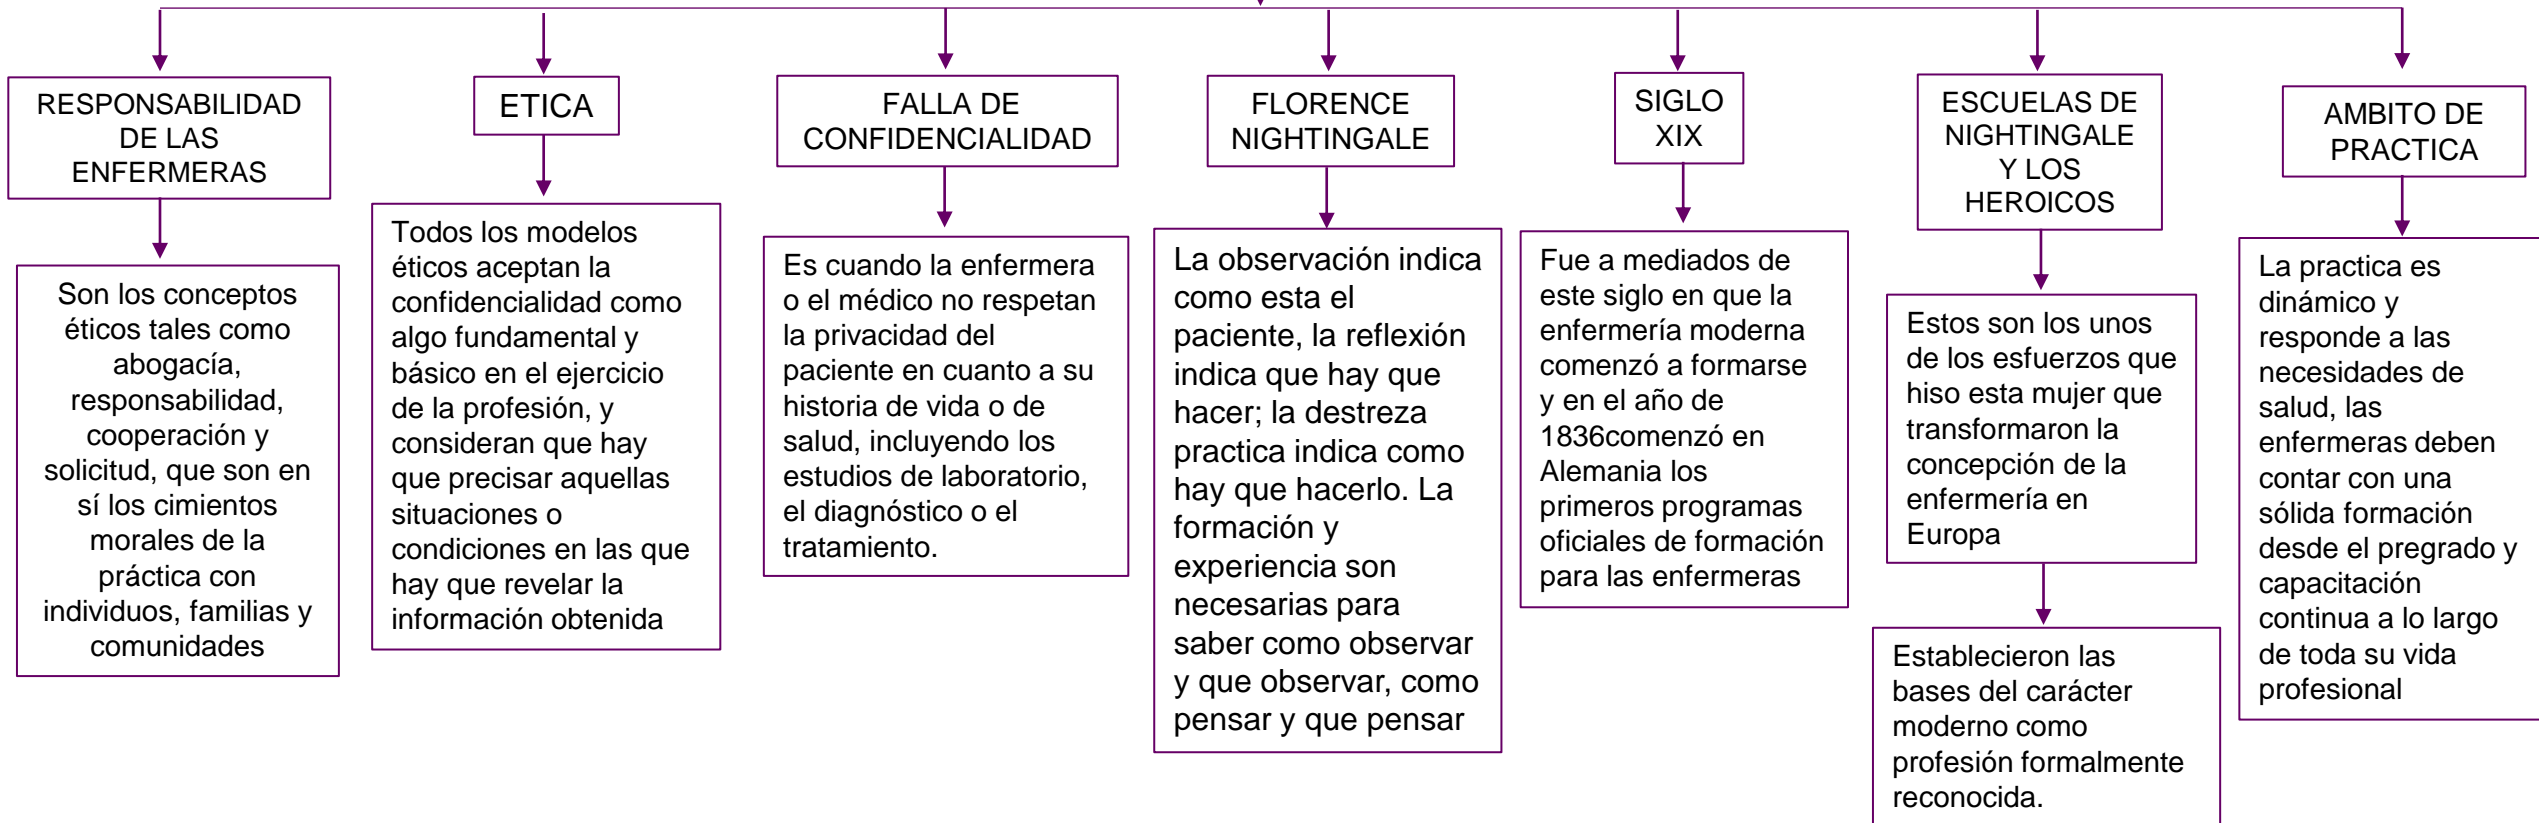 RESPONSABILIDAD
DE LAS
ENFERMERAS
Son los conceptos
éticos tales como
abogacía,
responsabilidad,
cooperación y
solicitud, que son en
sí los cimientos
morales de la
práctica con
individuos, familias y
comunidades
ETICA
Todos los modelos
éticos aceptan la
confidencialidad como
algo fundamental y
básico en el ejercicio
de la profesión, y
consideran que hay
que precisar aquellas
situaciones o
condiciones en las que
hay que revelar la
información obtenida
FALLA DE
CONFIDENCIALIDAD
Es cuando la enfermera
o el médico no respetan
la privacidad del
paciente en cuanto a su
historia de vida o de
salud, incluyendo los
estudios de laboratorio,
el diagnóstico o el
tratamiento.
FLORENCE
NIGHTINGALE
La observación indica
como esta el
paciente, la reflexión
indica que hay que
hacer; la destreza
practica indica como
hay que hacerlo. La
formación y
experiencia son
necesarias para
saber como observar
y que observar, como
pensar y que pensar
SIGLO
XIX
Fue a mediados de
este siglo en que la
enfermería moderna
comenzó a formarse
y en el año de
1836comenzó en
Alemania los
primeros programas
oficiales de formación
para las enfermeras
ESCUELAS DE
NIGHTINGALE
Y LOS
HEROICOS
Estos son los unos
de los esfuerzos que
hiso esta mujer que
transformaron la
concepción de la
enfermería en
Europa
Establecieron las
bases del carácter
moderno como
profesión formalmente
reconocida.
AMBITO DE
PRACTICA
La practica es
dinámico y
responde a las
necesidades de
salud, las
enfermeras deben
contar con una
sólida formación
desde el pregrado y
capacitación
continua a lo largo
de toda su vida
profesional